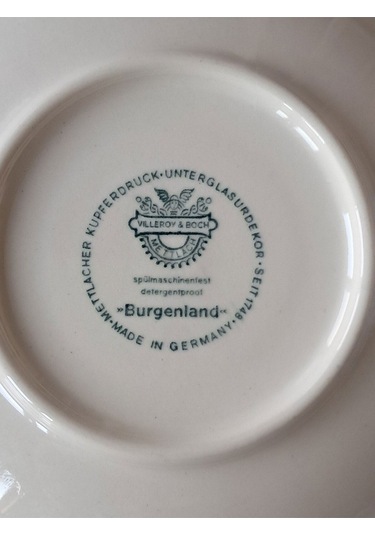 METTLACHER KUPFERDRUCK·UNTERGLASURDEKOR·SEIT 1748·
VILLEROY & BOCH
METTLACH
spülmaschinenfest
detergentproof
»Burgenland«
·MADE IN GERMANY·